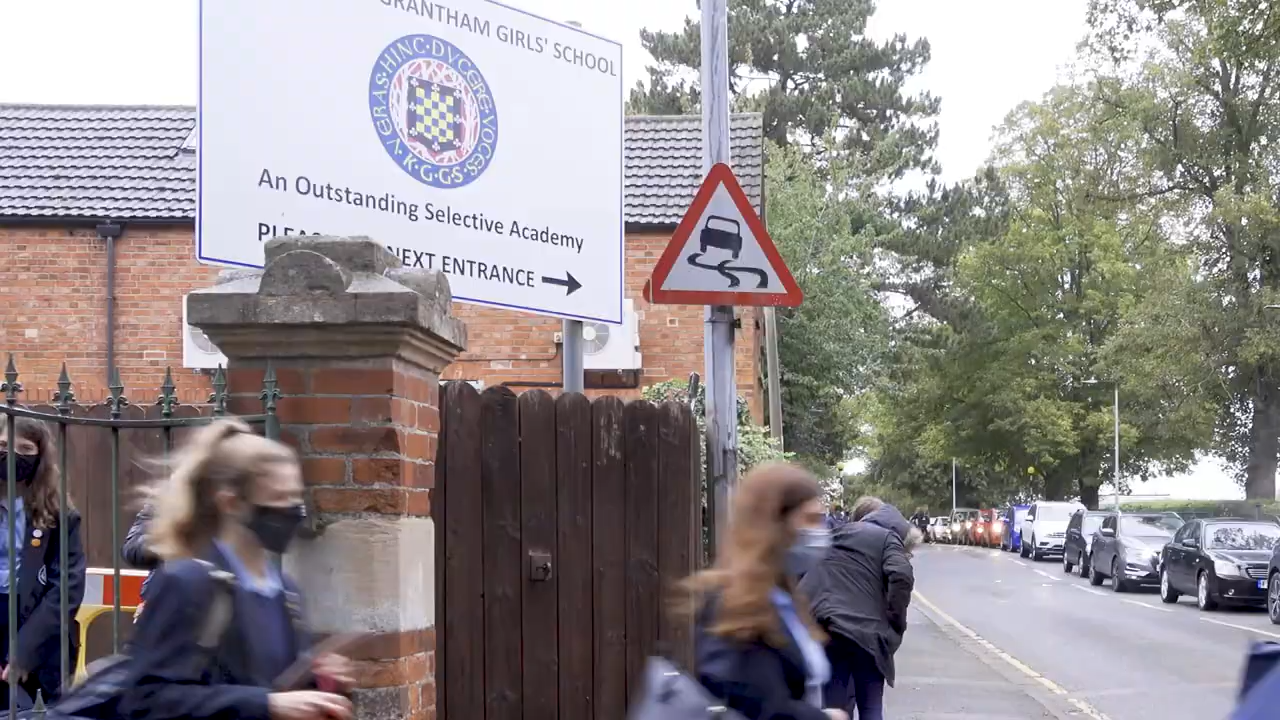 GRANTHAM GIRLS' SCHOOL
VERAS·HINC·DVCERE·VOCES
·K·G·G·S·
An Outstanding Selective Academy
NEXT ENTRANCE